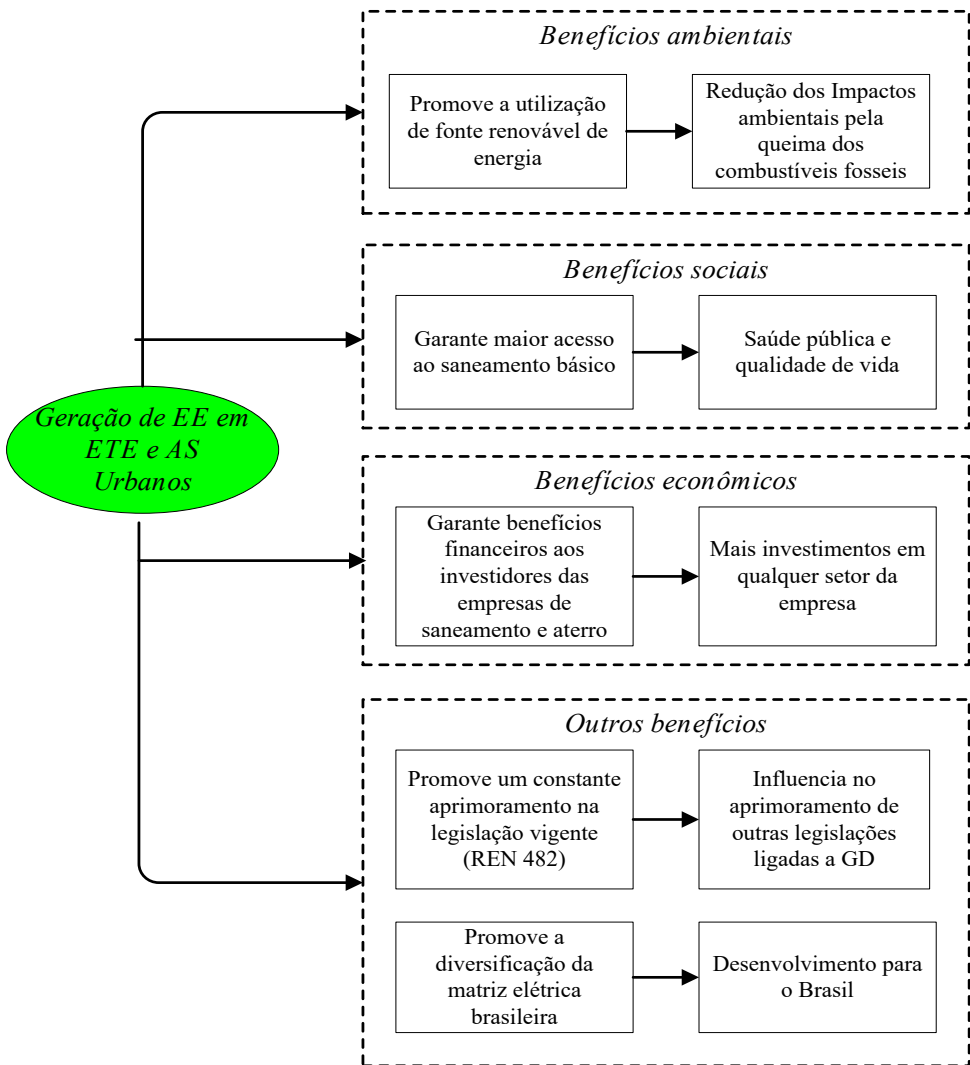 Benefícios ambientais
Promove a utilização
de fonte renovável de
energia
Redução dos Impactos
ambientais pela
queima dos
combustíveis fosseis
Benefícios sociais
Garante maior acesso
ao saneamento básico
Saúde pública e
qualidade de vida
Geração de EE em
ETE e AS
Urbanos
Benefícios econômicos
Garante benefícios
financeiros aos
investidores das
empresas de
saneamento e aterro
Mais investimentos em
qualquer setor da
empresa
Outros benefícios
Promove um constante
aprimoramento na
legislação vigente
(REN 482)
Influencia no
aprimoramento de
outras legislações
ligadas a GD
Promove a
diversificação da
matriz elétrica
brasileira
Desenvolvimento para
o Brasil